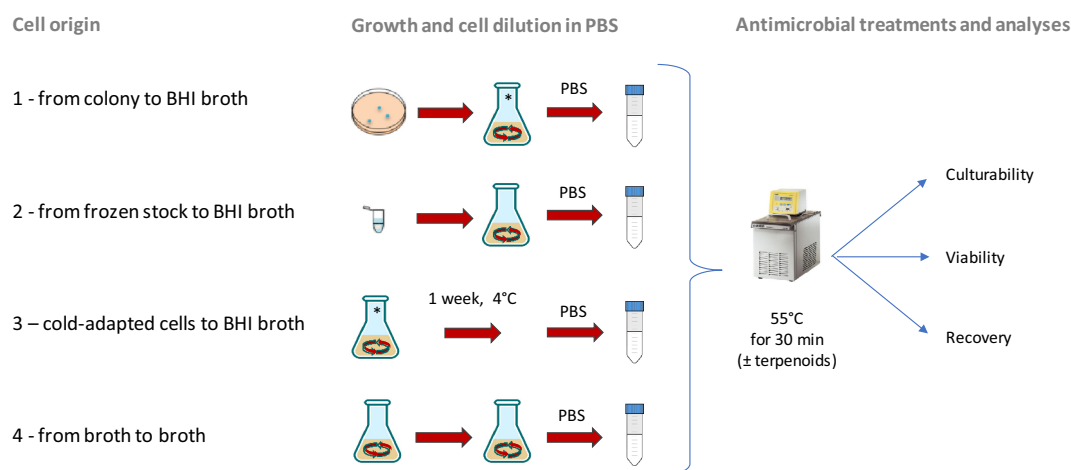 Cell origin
Growth and cell dilution in PBS
Antimicrobial treatments and analyses
1 - from colony to BHI broth
*
PBS
2 - from frozen stock to BHI broth
PBS
3 – cold-adapted cells to BHI broth
*
1 week, 4°C
PBS
4 - from broth to broth
PBS
55°C
for 30 min
(± terpenoids)
Culturability
Viability
Recovery